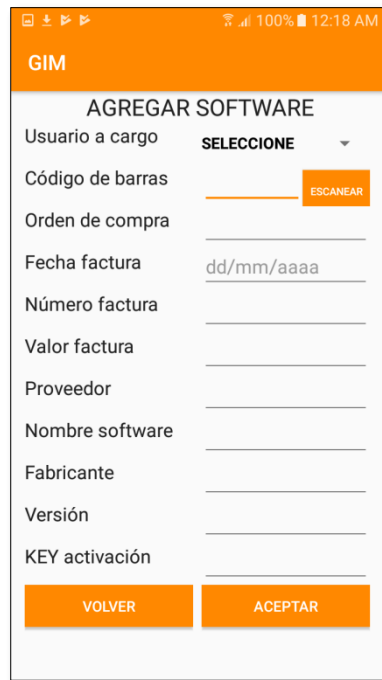 100% 12:18 AM
GIM
AGREGAR SOFTWARE
Usuario a cargo SELECCIONE
Código de barras ESCANEAR
Orden de compra
Fecha factura dd/mm/aaaa
Número factura
Valor factura
Proveedor
Nombre software
Fabricante
Versión
KEY activación
VOLVER ACEPTAR